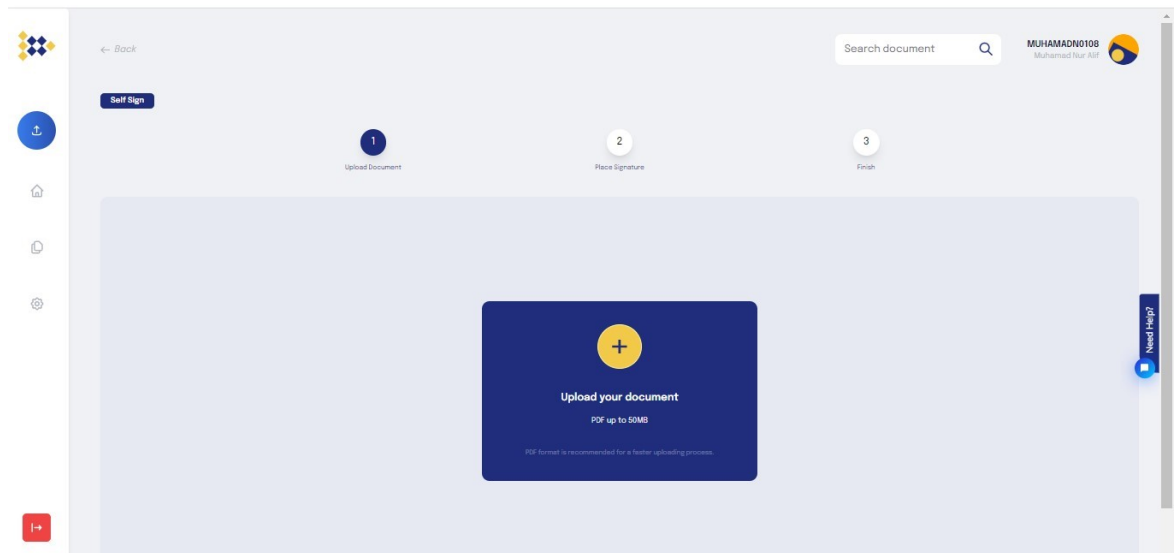 ← Back
Search document
MUHAMADN0108
Muhamad Nur Alif
Self Sign
1
Upload Document
2
Place Signature
3
Finish
+
Upload your document
PDF up to 50MB
PDF format is recommended for a faster uploading process.
Need Help?